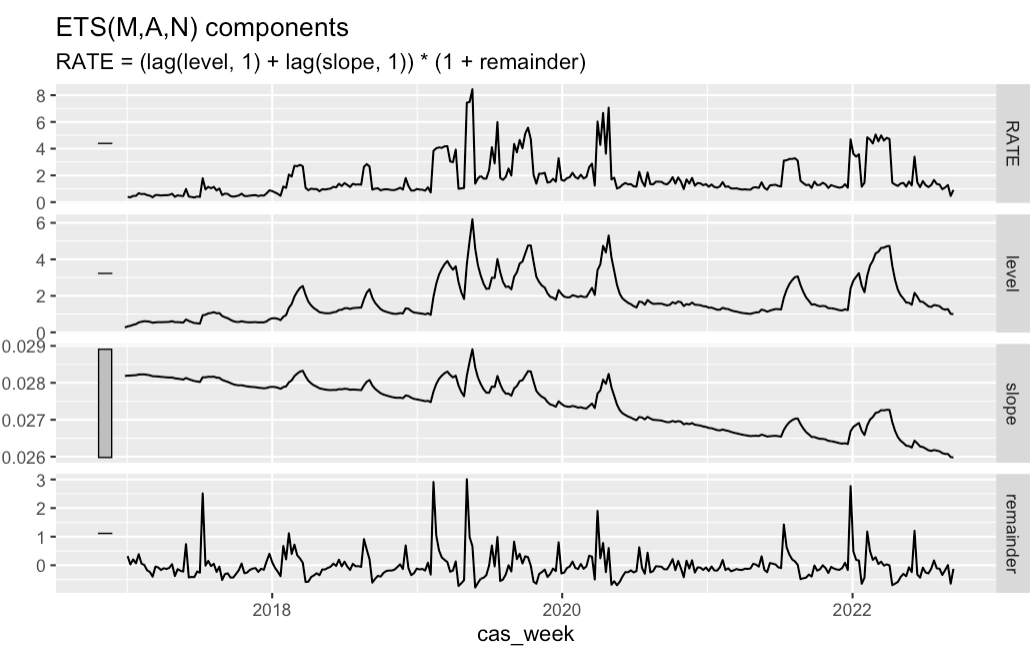 ETS(M,A,N) components
RATE = (lag(level, 1) + lag(slope, 1)) * (1 + remainder)
8
6
4
2
0
RATE
6
4
2
0
level
0.029
0.028
0.027
0.026
slope
3
2
1
0
remainder
2018
2020
2022
cas_week